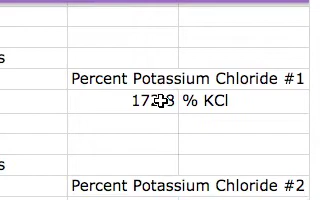 s
Percent Potassium Chloride #1
% KCl
s
Percent Potassium Chloride #2